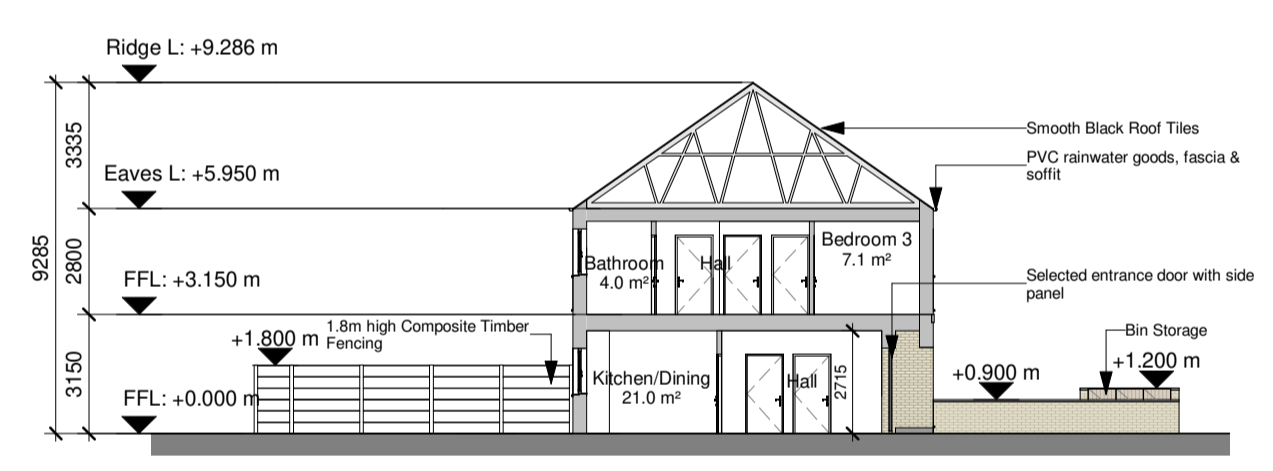 Ridge L: +9.286 m
Smooth Black Roof Tiles
3335
PVC rainwater goods, fascia &
soffit
Eaves L: +5.950 m
9285
2800
Bedroom 3
7.1 m²
Bathroom
4.0 m²
Hall
FFL: +3.150 m
Selected entrance door with side
panel
+1.800 m
1.8m high Composite Timber
Fencing
Bin Storage
+1.200 m
+0.900 m
3150
Kitchen/Dining
21.0 m²
Hall
2715
FFL: +0.000 m